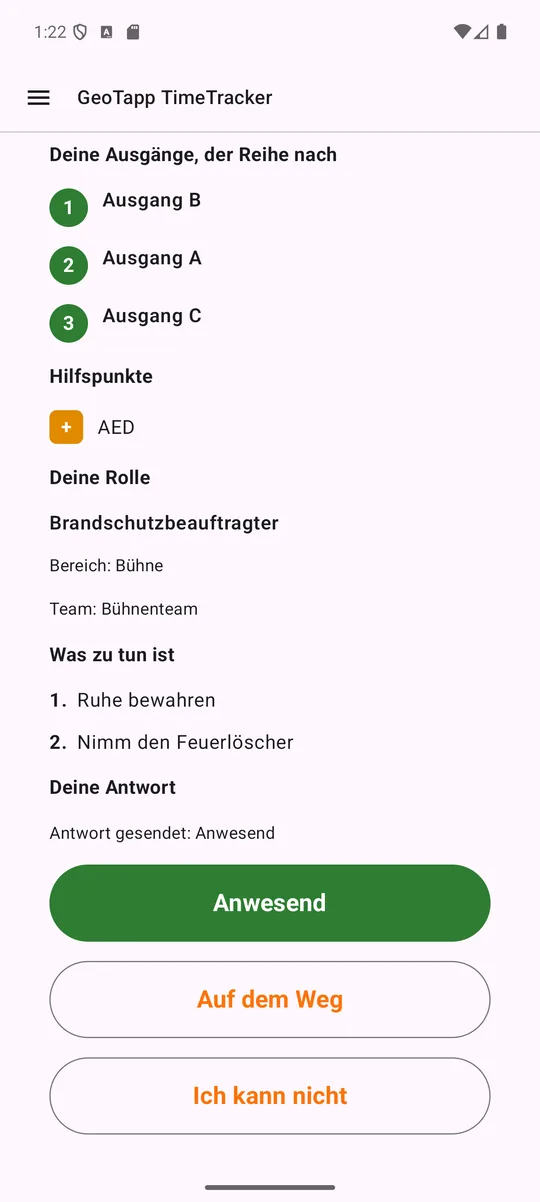 1:22
GeoTapp TimeTracker
Deine Ausgänge, der Reihe nach
1 Ausgang B
2 Ausgang A
3 Ausgang C
Hilfspunkte
+ AED
Deine Rolle
Brandschutzbeauftragter
Bereich: Bühne
Team: Bühnenteam
Was zu tun ist
1. Ruhe bewahren
2. Nimm den Feuerlöscher
Deine Antwort
Antwort gesendet: Anwesend
Anwesend
Auf dem Weg
Ich kann nicht